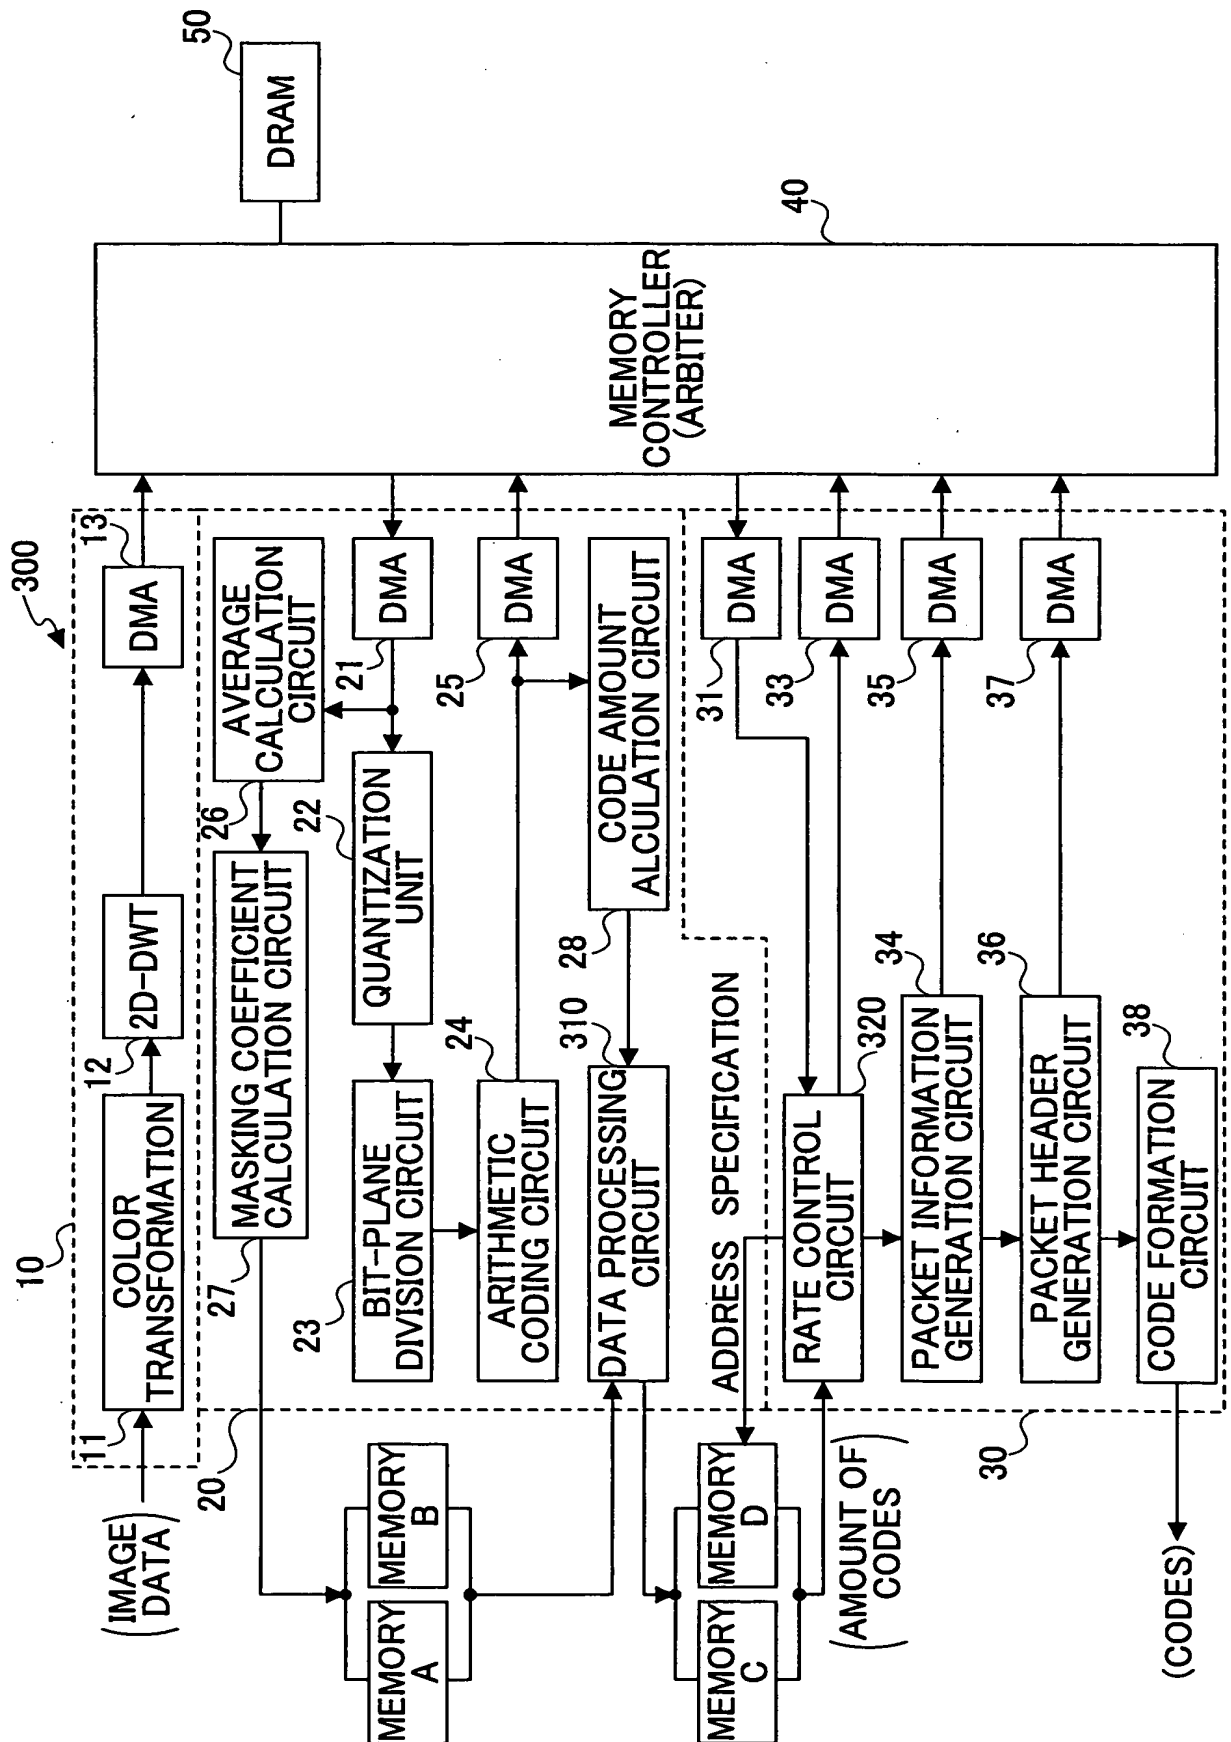 300
10
(IMAGE
DATA)
11
COLOR
TRANSFORMATION
12
2D-DWT
13
DMA
20
27
MASKING COEFFICIENT
CALCULATION CIRCUIT
26
AVERAGE
CALCULATION
CIRCUIT
21
DMA
22
QUANTIZATION
UNIT
23
BIT-PLANE
DIVISION CIRCUIT
24
ARITHMETIC
CODING CIRCUIT
25
DMA
28
CODE AMOUNT
ALCULATION CIRCUIT
310
DATA PROCESSING
CIRCUIT
MEMORY
A
MEMORY
B
MEMORY
C
MEMORY
D
ADDRESS SPECIFICATION
(AMOUNT OF
CODES)
30
31
DMA
320
RATE CONTROL
CIRCUIT
33
DMA
34
PACKET INFORMATION
GENERATION CIRCUIT
35
DMA
36
PACKET HEADER
GENERATION CIRCUIT
37
DMA
38
CODE FORMATION
CIRCUIT
(CODES)
MEMORY
CONTROLLER
(ARBITER)
40
DRAM
50